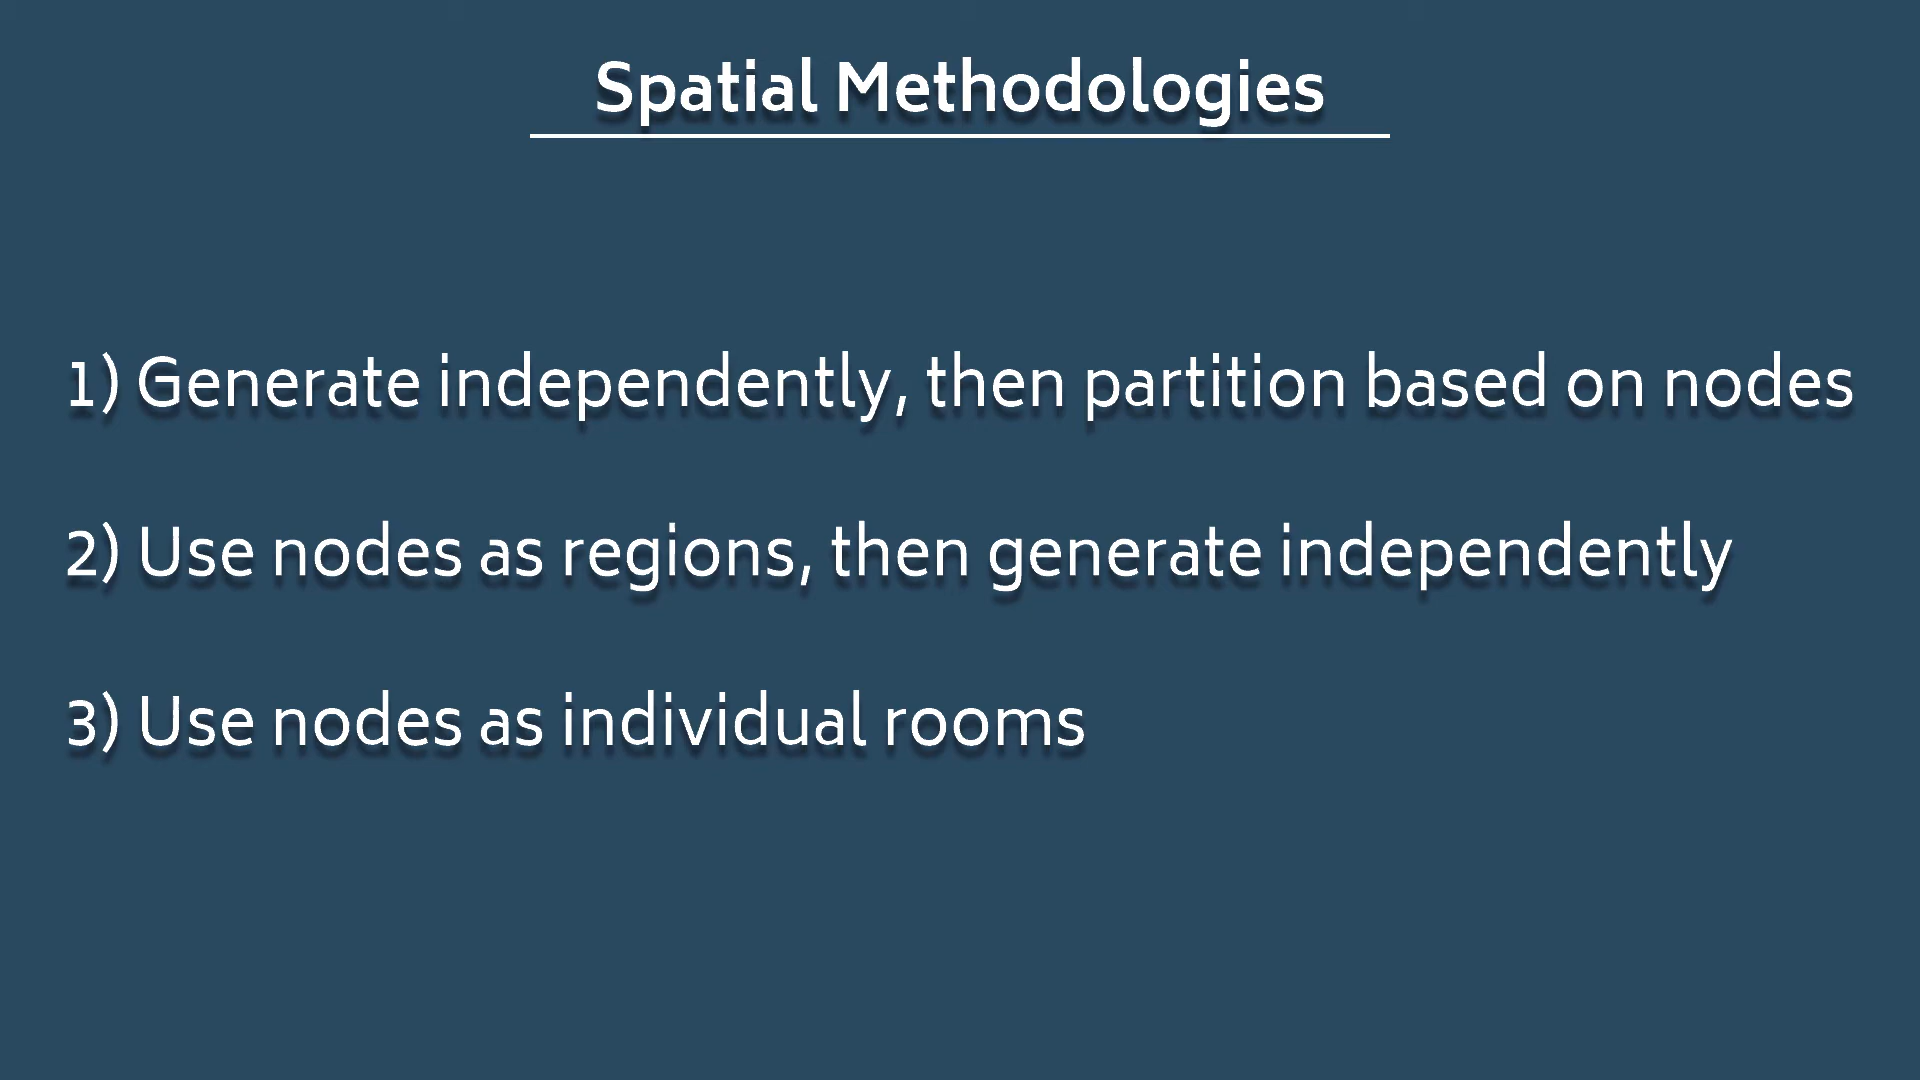 Spatial Methodologies
1) Generate independently, then partition based on nodes
2) Use nodes as regions, then generate independently
3) Use nodes as individual rooms